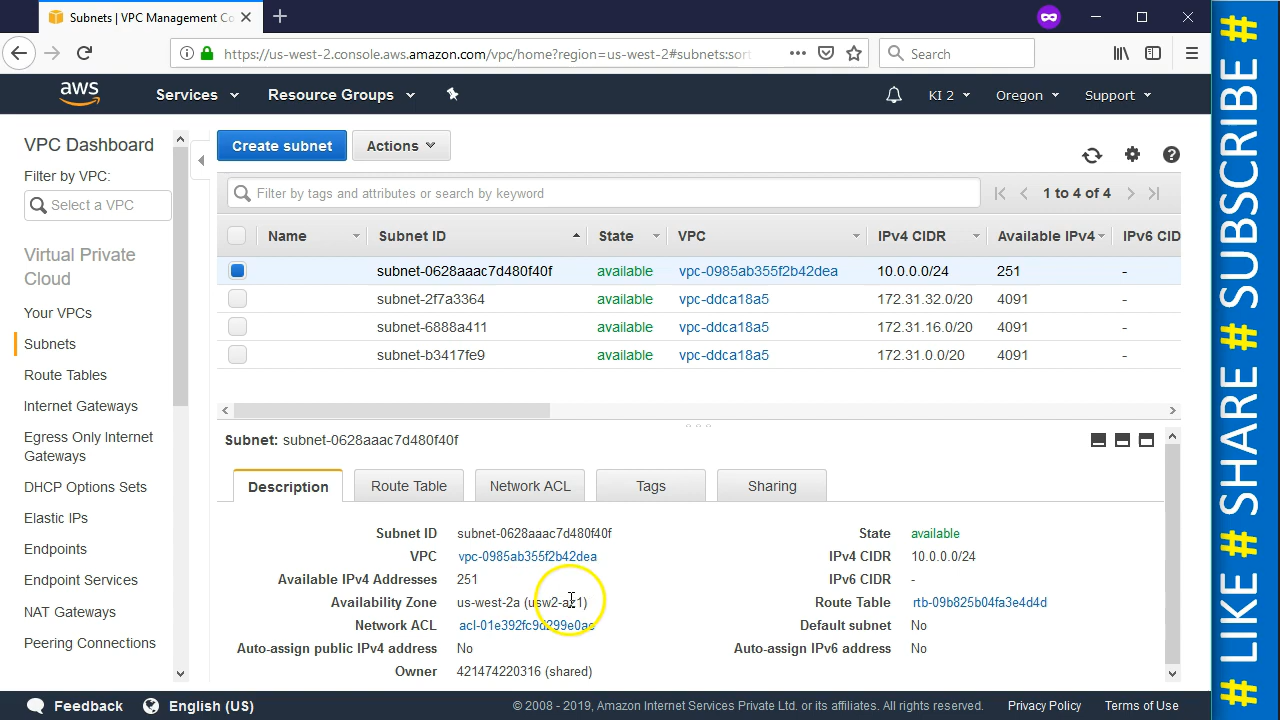 Subnets | VPC Management Co
https://us-west-2.console.aws.amazon.com/vpc/home?region=us-west-2#subnets:sort
Search
aws
Services
Resource Groups
KI 2
Oregon
Support
VPC Dashboard
Filter by VPC:
Select a VPC
Virtual Private
Cloud
Your VPCs
Subnets
Route Tables
Internet Gateways
Egress Only Internet
Gateways
DHCP Options Sets
Elastic IPs
Endpoints
Endpoint Services
NAT Gateways
Peering Connections
Create subnet
Actions
Filter by tags and attributes or search by keyword
1 to 4 of 4
Name Subnet ID State VPC IPv4 CIDR Available IPv4 IPv6 CID
subnet-0628aaac7d480f40f available vpc-0985ab355f2b42dea 10.0.0.0/24 251 -
subnet-2f7a3364 available vpc-ddca18a5 172.31.32.0/20 4091 -
subnet-6888a411 available vpc-ddca18a5 172.31.16.0/20 4091 -
subnet-b3417fe9 available vpc-ddca18a5 172.31.0.0/20 4091 -
Subnet: subnet-0628aaac7d480f40f
Description Route Table Network ACL Tags Sharing
Subnet ID subnet-0628aaac7d480f40f State available
VPC vpc-0985ab355f2b42dea IPv4 CIDR 10.0.0.0/24
Available IPv4 Addresses 251 IPv6 CIDR -
Availability Zone us-west-2a (usw2-az1) Route Table rtb-09b825b04fa3e4d4d
Network ACL acl-01e392fc9d299e0ae Default subnet No
Auto-assign public IPv4 address No Auto-assign IPv6 address No
Owner 421474220316 (shared)
Feedback English (US) © 2008 - 2019, Amazon Internet Services Private Ltd. or its affiliates. All rights reserved. Privacy Policy Terms of Use
# LIKE # SHARE # SUBSCRIBE #